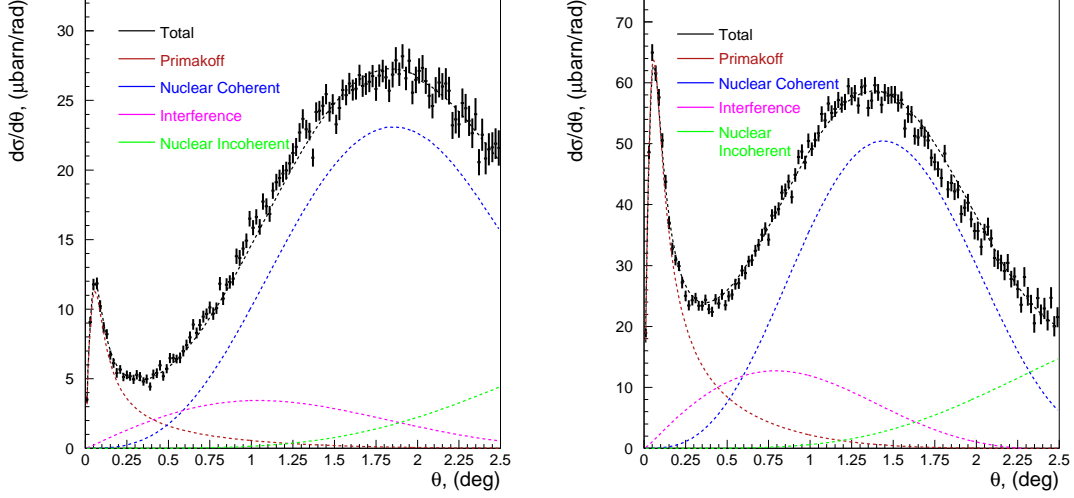 dσ/dθ, (μbarn/rad)
30
25
20
15
10
5
0
Total
Primakoff
Nuclear Coherent
Interference
Nuclear Incoherent
0 0.25 0.5 0.75 1 1.25 1.5 1.75 2 2.25 2.5
θ, (deg)
dσ/dθ, (μbarn/rad)
70
60
50
40
30
20
10
0
Total
Primakoff
Nuclear Coherent
Interference
Nuclear
Incoherent
0 0.25 0.5 0.75 1 1.25 1.5 1.75 2 2.25 2.5
θ, (deg)